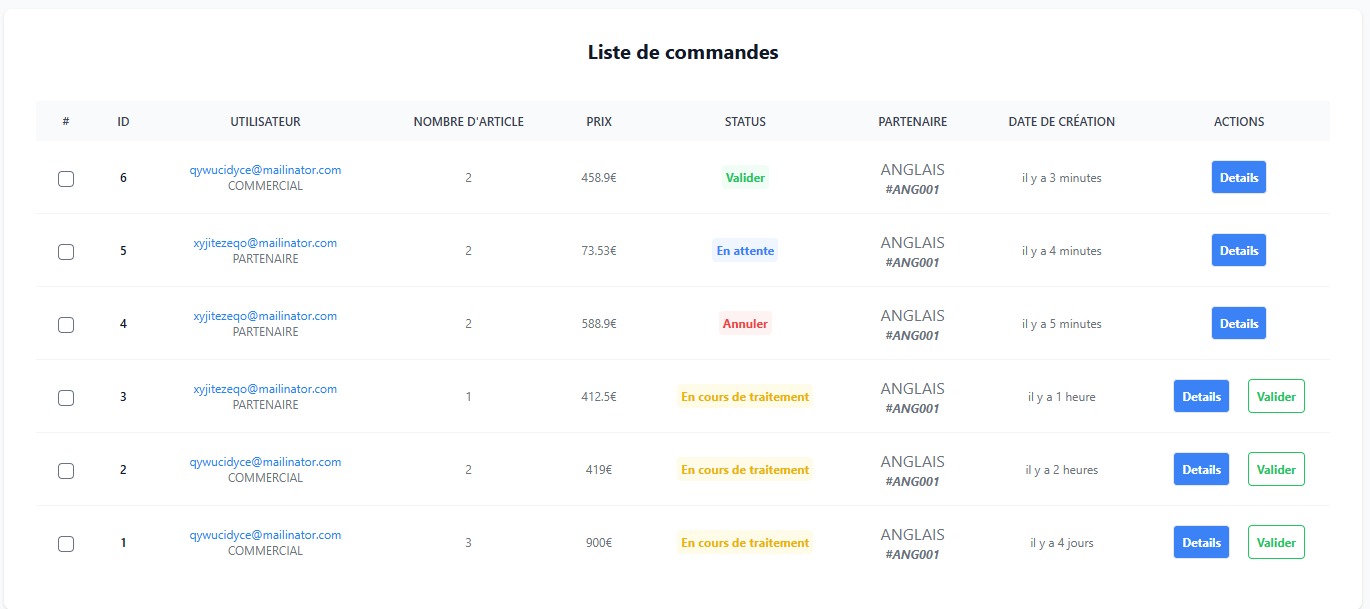 Liste de commandes
# ID UTILISATEUR NOMBRE D'ARTICLE PRIX STATUS PARTENAIRE DATE DE CRÉATION ACTIONS
6 qywucidyce@mailinator.com 2 458.9€ Valider ANGLAIS il y a 3 minutes Details
COMMERCIAL #ANG001
5 xyjitezeqo@mailinator.com 2 73.53€ En attente ANGLAIS il y a 4 minutes Details
PARTENAIRE #ANG001
4 xyjitezeqo@mailinator.com 2 588.9€ Annuler ANGLAIS il y a 5 minutes Details
PARTENAIRE #ANG001
3 xyjitezeqo@mailinator.com 1 412.5€ En cours de traitement ANGLAIS il y a 1 heure Details Valider
PARTENAIRE #ANG001
2 qywucidyce@mailinator.com 2 419€ En cours de traitement ANGLAIS il y a 2 heures Details Valider
COMMERCIAL #ANG001
1 qywucidyce@mailinator.com 3 900€ En cours de traitement ANGLAIS il y a 4 jours Details Valider
COMMERCIAL #ANG001